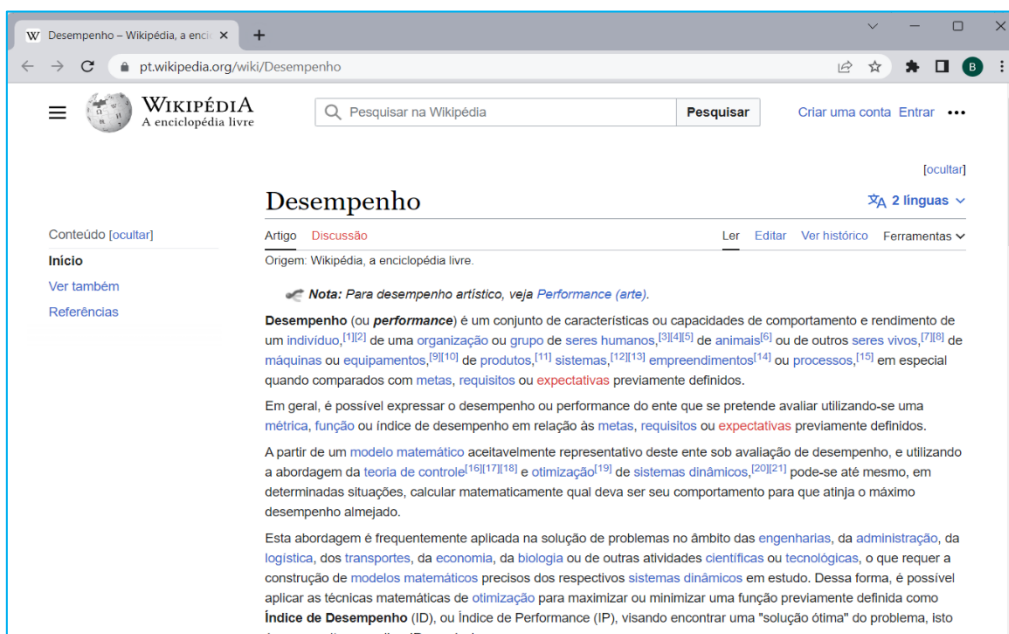 W Desempenho – Wikipédia, a enci
pt.wikipedia.org/wiki/Desempenho
B
WIKIPÉDIA
A enciclopédia livre
Pesquisar na Wikipédia
Pesquisar
Criar uma conta Entrar
[ocultar]
Desempenho
2 línguas
Conteúdo [ocultar]
Início
Ver também
Referências
Artigo Discussão
Ler Editar Ver histórico Ferramentas
Origem: Wikipédia, a enciclopédia livre.
Nota: Para desempenho artístico, veja Performance (arte).
Desempenho (ou performance) é um conjunto de características ou capacidades de comportamento e rendimento de
um indivíduo,[1][2] de uma organização ou grupo de seres humanos,[3][4][5] de animais[6] ou de outros seres vivos,[7][8] de
máquinas ou equipamentos,[9][10] de produtos,[11] sistemas,[12][13] empreendimentos[14] ou processos,[15] em especial
quando comparados com metas, requisitos ou expectativas previamente definidos.
Em geral, é possível expressar o desempenho ou performance do ente que se pretende avaliar utilizando-se uma
métrica, função ou índice de desempenho em relação às metas, requisitos ou expectativas previamente definidos.
A partir de um modelo matemático aceitavelmente representativo deste ente sob avaliação de desempenho, e utilizando
a abordagem da teoria de controle[16][17][18] e otimização[19] de sistemas dinâmicos,[20][21] pode-se até mesmo, em
determinadas situações, calcular matematicamente qual deva ser seu comportamento para que atinja o máximo
desempenho almejado.
Esta abordagem é frequentemente aplicada na solução de problemas no âmbito das engenharias, da administração, da
logística, dos transportes, da economia, da biologia ou de outras atividades científicas ou tecnológicas, o que requer a
construção de modelos matemáticos precisos dos respectivos sistemas dinâmicos em estudo. Dessa forma, é possível
aplicar as técnicas matemáticas de otimização para maximizar ou minimizar uma função previamente definida como
Índice de Desempenho (ID), ou Índice de Performance (IP), visando encontrar uma "solução ótima" do problema, isto